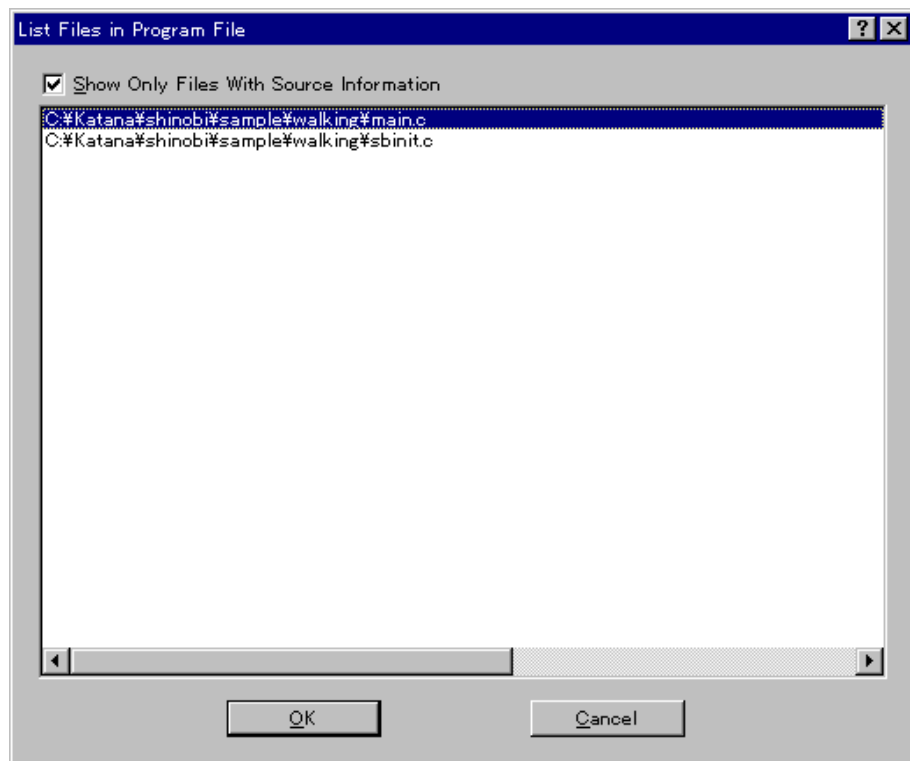 List Files in Program File
Show Only Files With Source Information
C:¥Katana¥shinobi¥sample¥walking¥main.c
C:¥Katana¥shinobi¥sample¥walking¥sbinit.c
OK
Cancel